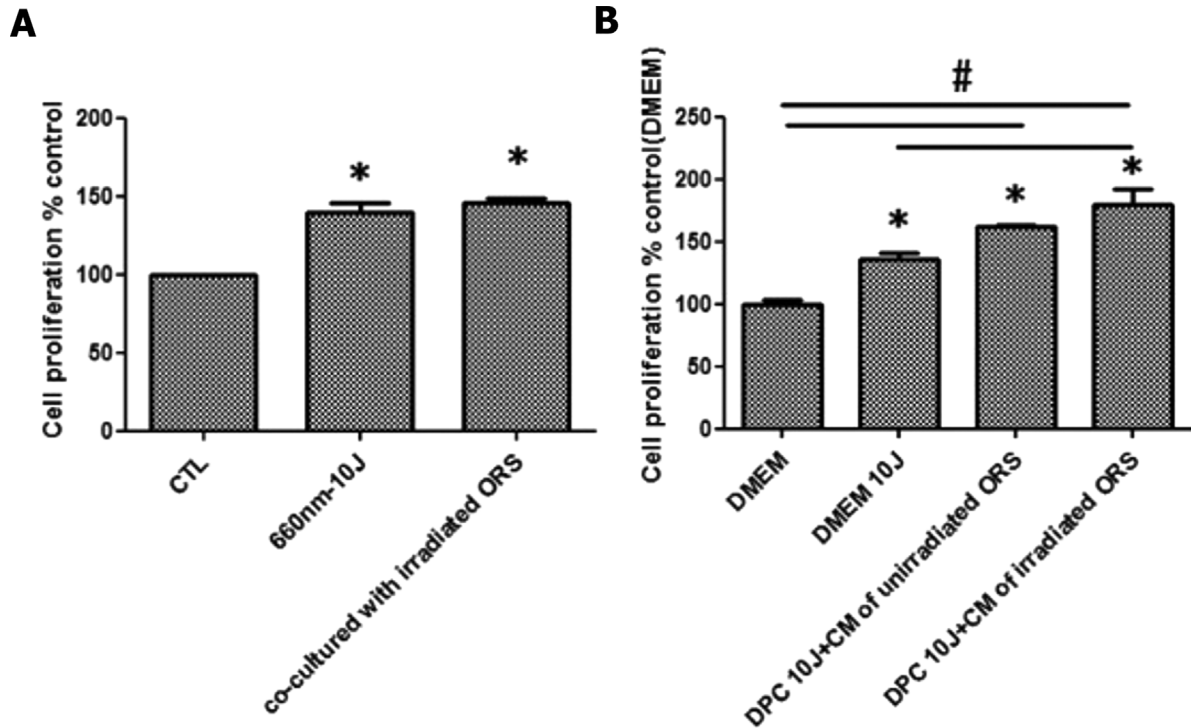 A
Cell proliferation % control
200
150
100
50
0
*
*
CTL
660nm-10J
co-cultured with irradiated ORS
B
Cell proliferation % control(DMEM)
250
200
150
100
50
0
#
*
*
*
DMEM
DMEM 10J
DPC 10J+CM of unirradiated ORS
DPC 10J+CM of irradiated ORS